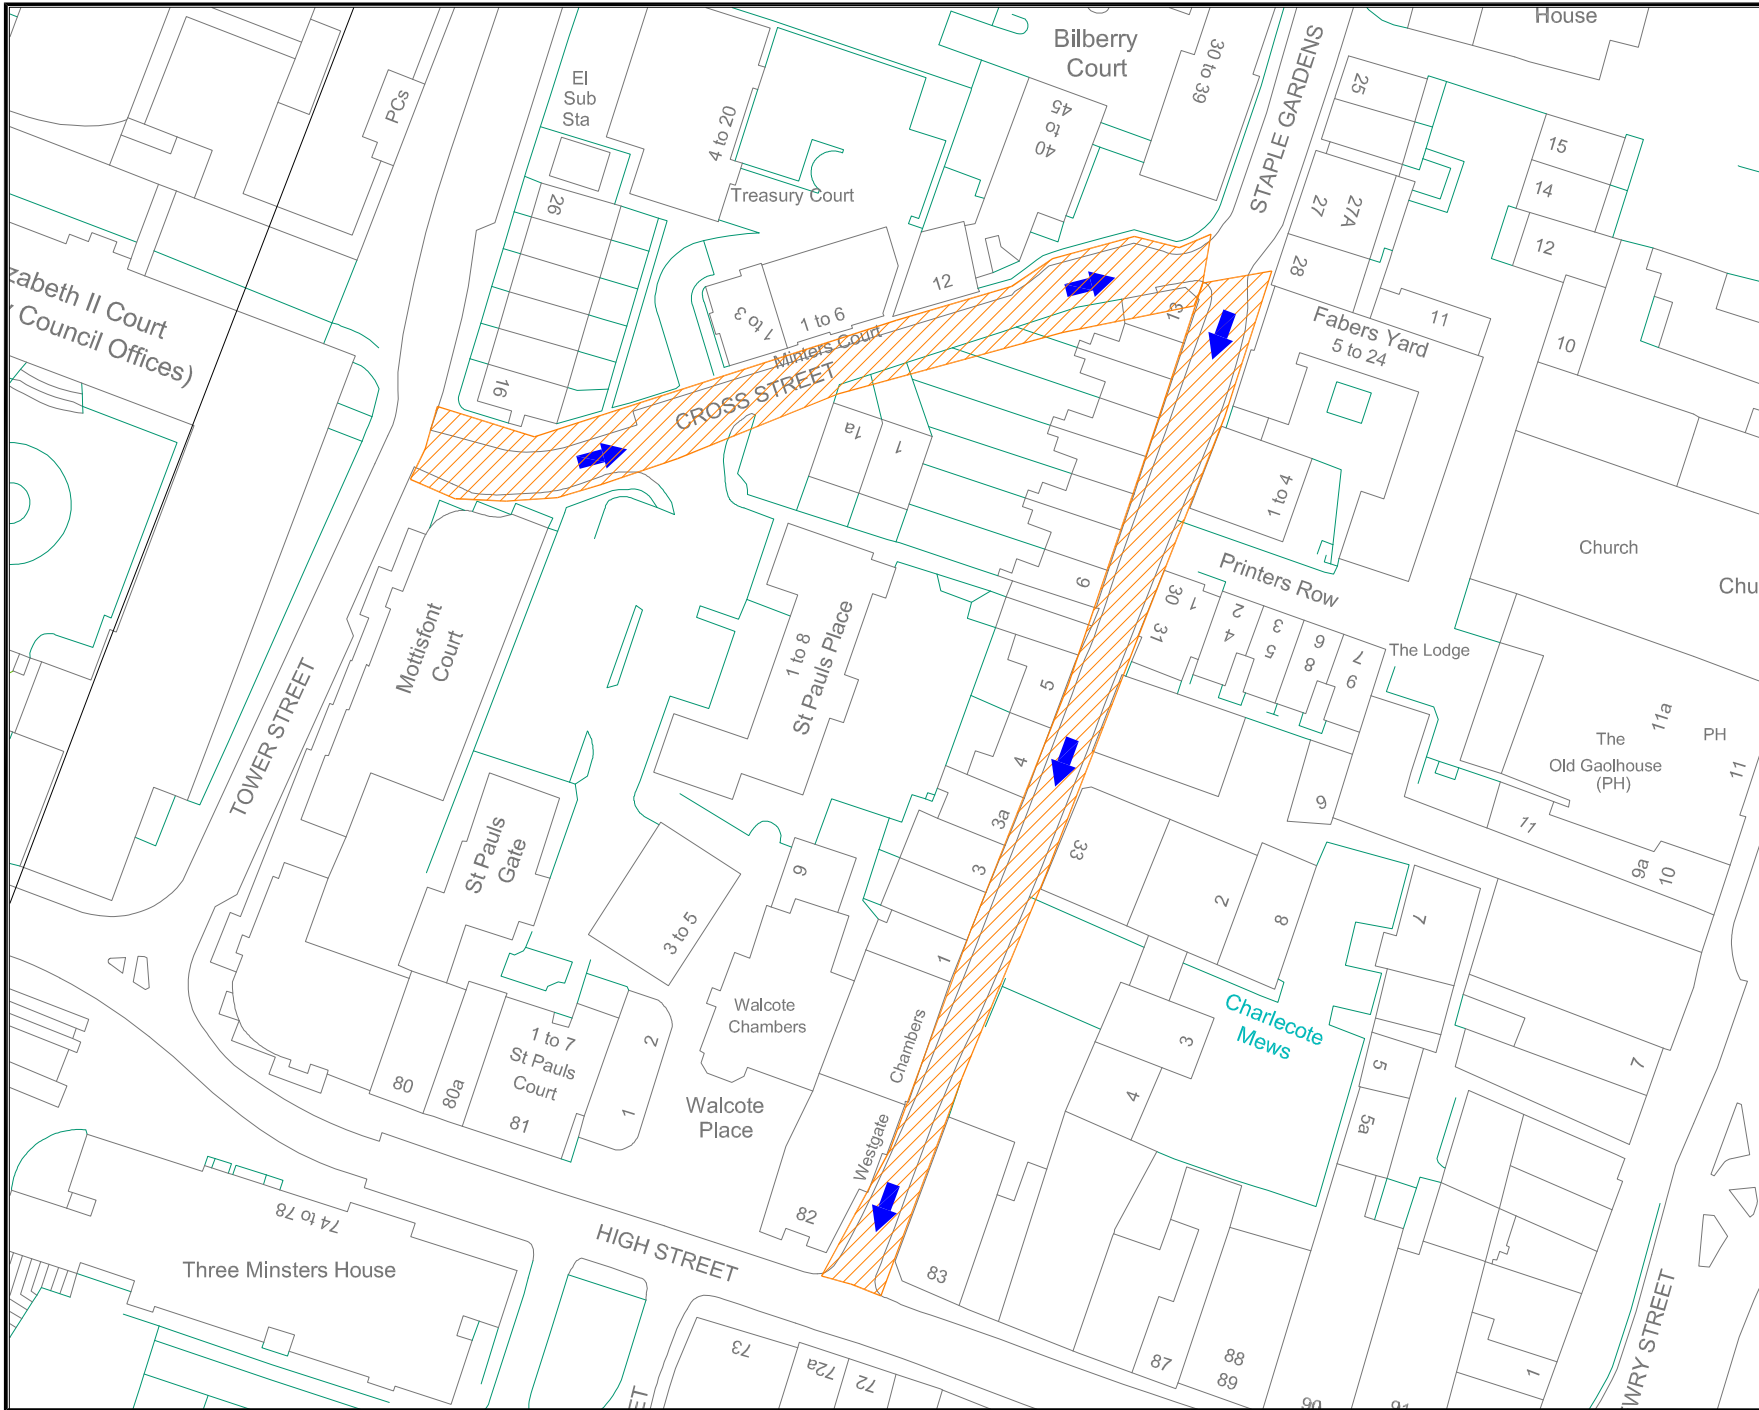 House
Bilberry
Court
30 to 39
STAPLE GARDENS
25
El
Sub
Sta
PCs
4 to 20
45
to
40
15
14
12
Treasury Court
26
27
27A
28
zabeth II Court
y Council Offices)
12
13
1 to 3
1 to 6
Minters Court
CROSS STREET
Fabers Yard
5 to 24
11
10
16
1a
1
1 to 4
Church
Chu
Printers Row
9
30
1
31
2
4
3
5
6
8
7
9
The Lodge
Mottisfont
Court
1 to 8
St Pauls Place
5
4
TOWER STREET
11a
PH
The
Old Gaolhouse
(PH)
11
6
11
3a
33
3
St Pauls
Gate
9
9a
10
2
8
7
3 to 5
1
Walcote
Chambers
Charlecote
Mews
Westgate Chambers
3
4
5
5a
7
1 to 7
St Pauls
Court
2
1
80
80a
81
Walcote
Place
82
83
74 to 78
Three Minsters House
HIGH STREET
73
72a
72
87
88
89
90
91
1
WRY STREET
ET